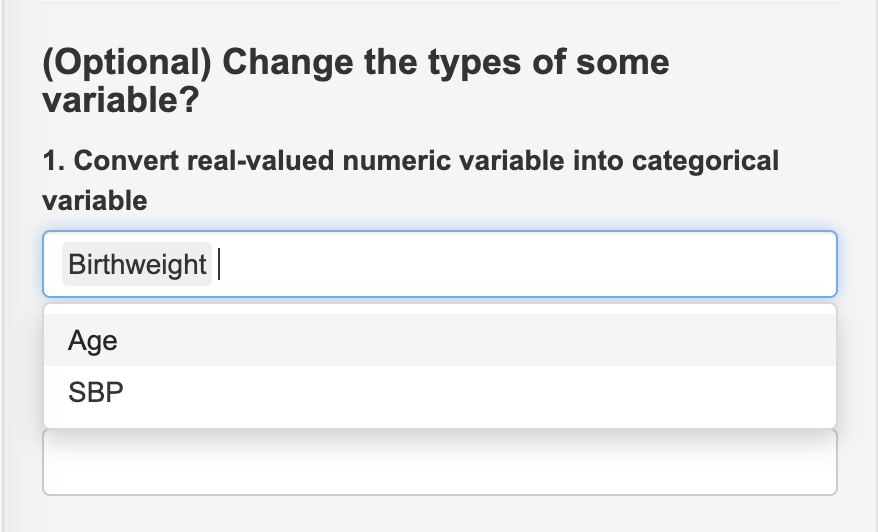 (Optional) Change the types of some
variable?
1. Convert real-valued numeric variable into categorical
variable
Birthweight
Age
SBP